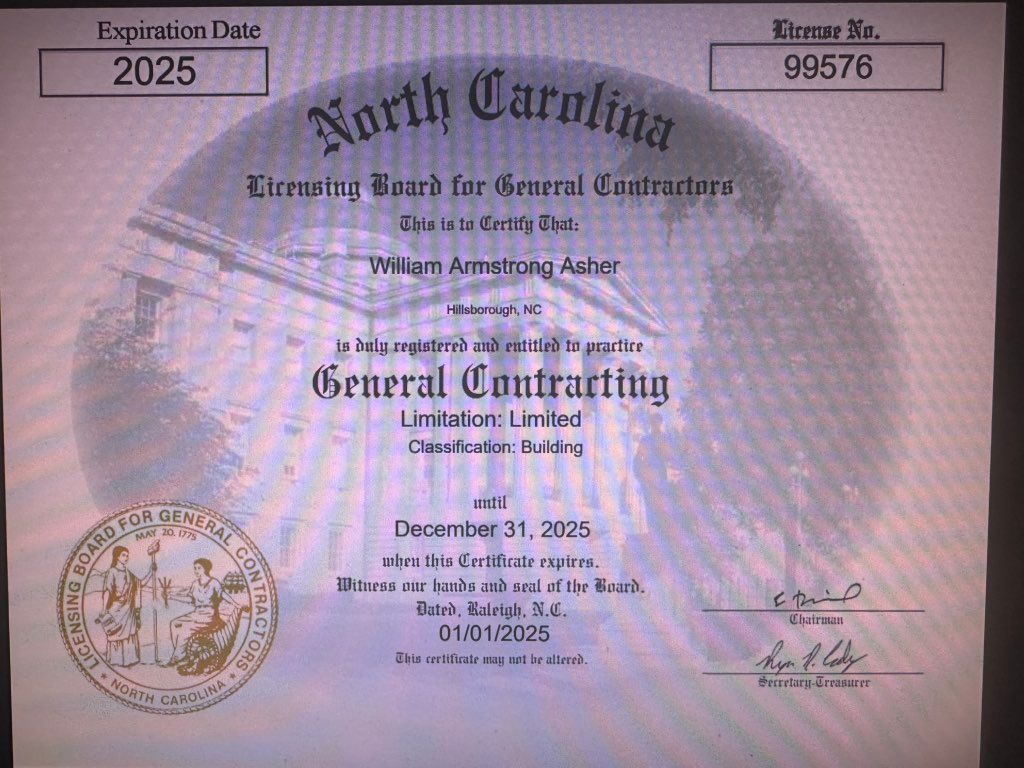 Expiration Date
2025
License No.
99576
North Carolina
Licensing Board for General Contractors
This is to Certify That:
William Armstrong Asher
Hillsborough, NC
is duly registered and entitled to practice
General Contracting
Limitation: Limited
Classification: Building
until
December 31, 2025
when this Certificate expires.
Witness our hands and seal of the Board.
Dated, Raleigh, N.C.
01/01/2025
This certificate may not be altered.
LICENSING BOARD FOR GENERAL CONTRACTORS
MAY 20, 1775
★ NORTH CAROLINA ★
Chairman
Secretary-Treasurer